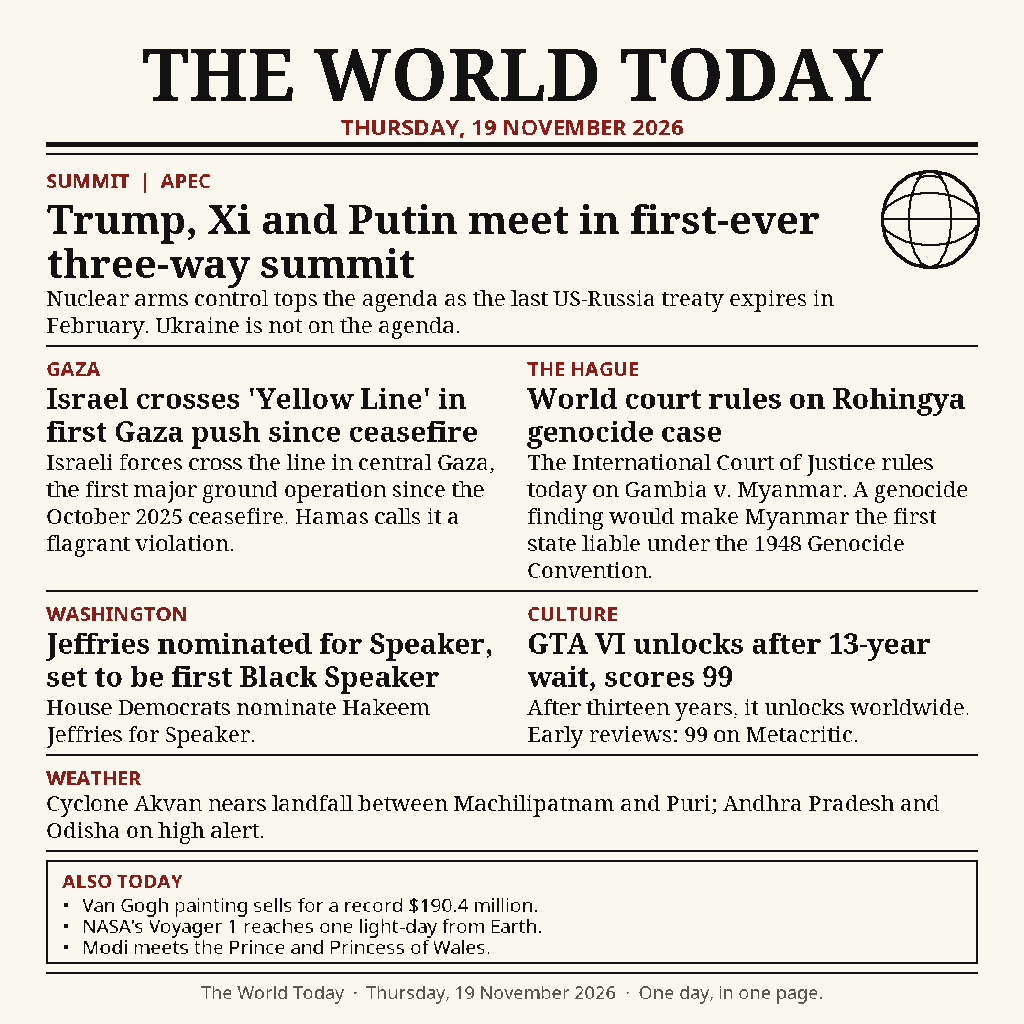 THE WORLD TODAY
THURSDAY, 19 NOVEMBER 2026
SUMMIT | APEC
Trump, Xi and Putin meet in first-ever
three-way summit
Nuclear arms control tops the agenda as the last US-Russia treaty expires in
February. Ukraine is not on the agenda.
GAZA
Israel crosses 'Yellow Line' in
first Gaza push since ceasefire
Israeli forces cross the line in central Gaza,
the first major ground operation since the
October 2025 ceasefire. Hamas calls it a
flagrant violation.
THE HAGUE
World court rules on Rohingya
genocide case
The International Court of Justice rules
today on Gambia v. Myanmar. A genocide
finding would make Myanmar the first
state liable under the 1948 Genocide
Convention.
WASHINGTON
Jeffries nominated for Speaker,
set to be first Black Speaker
House Democrats nominate Hakeem
Jeffries for Speaker.
CULTURE
GTA VI unlocks after 13-year
wait, scores 99
After thirteen years, it unlocks worldwide.
Early reviews: 99 on Metacritic.
WEATHER
Cyclone Akvan nears landfall between Machilipatnam and Puri; Andhra Pradesh and
Odisha on high alert.
ALSO TODAY
▪ Van Gogh painting sells for a record $190.4 million.
▪ NASA's Voyager 1 reaches one light-day from Earth.
▪ Modi meets the Prince and Princess of Wales.
The World Today · Thursday, 19 November 2026 · One day, in one page.